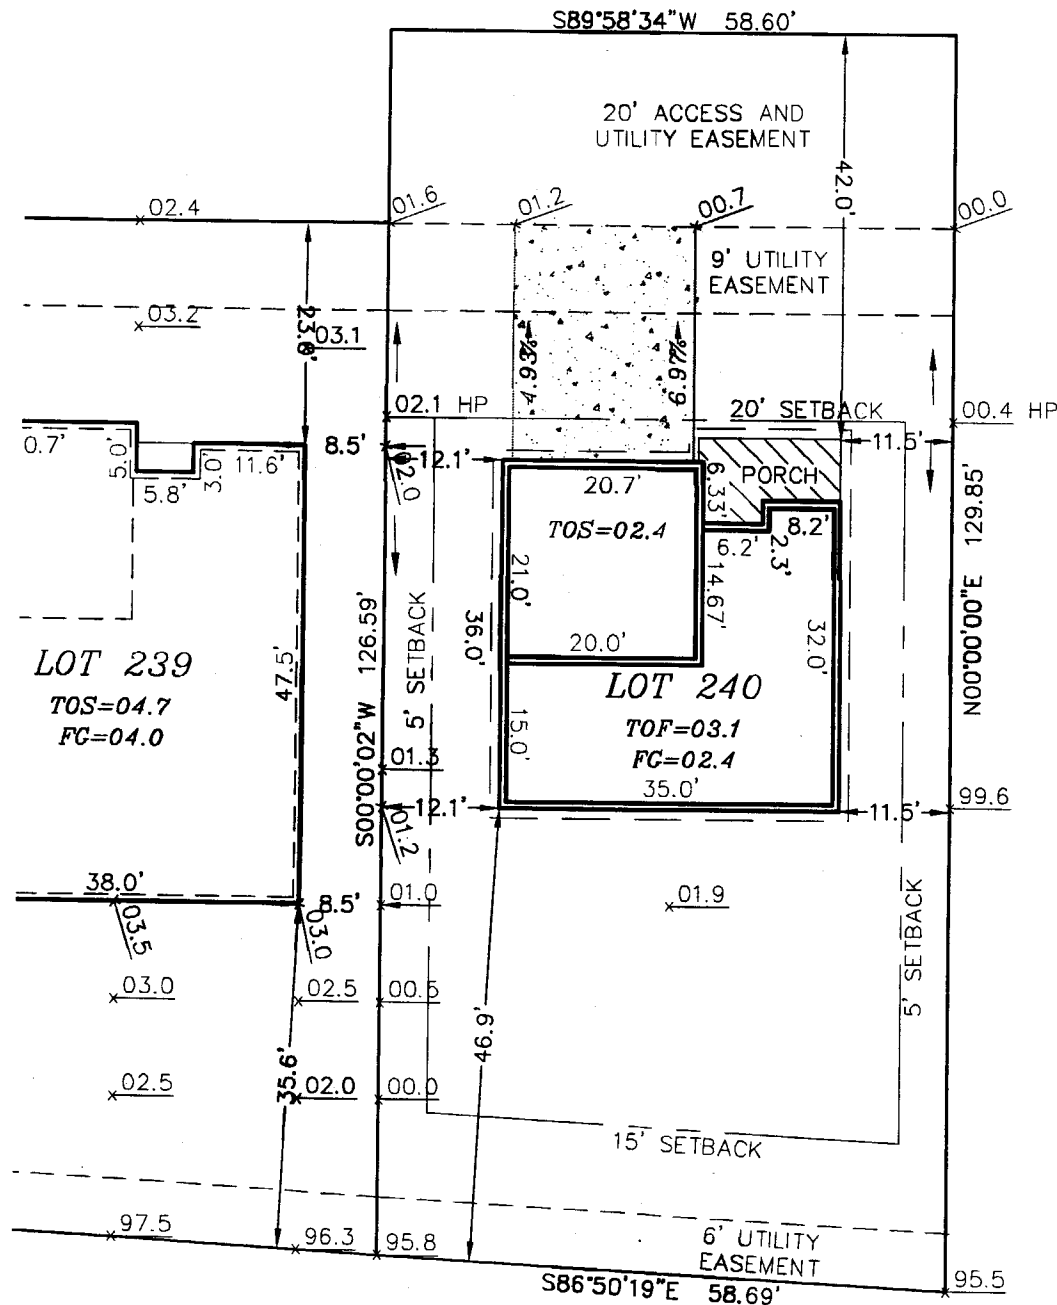 S89°58'34"W 58.60'
20' ACCESS AND
UTILITY EASEMENT
42.0'
02.4
01.6
01.2
00.7
00.0
9' UTILITY
EASEMENT
03.2
23.6'
03.1
4.93%
6.97%
02.1 HP
20' SETBACK
00.4 HP
0.7'
5.0'
5.8'
3.0'
11.6'
8.5'
02.0
12.1'
20.7'
6.33'
PORCH
11.5'
TOS=02.4
6.2'
2.3'
8.2'
21.0'
14.67'
32.0'
36.0'
20.0'
129.85'
N00°00'00"E
126.59'
S00°00'02"W
5' SETBACK
LOT 239
TOS=04.7
FG=04.0
47.5'
LOT 240
TOF=03.1
FG=02.4
15.0'
35.0'
01.3
12.1'
01.2
11.5'
99.6
38.0'
8.5'
01.0
01.9
03.5
03.0
5' SETBACK
03.0
02.5
00.5
46.9'
35.6'
02.5
02.0
00.0
15' SETBACK
97.5
96.3
95.8
6' UTILITY
EASEMENT
95.5
S86°50'19"E 58.69'